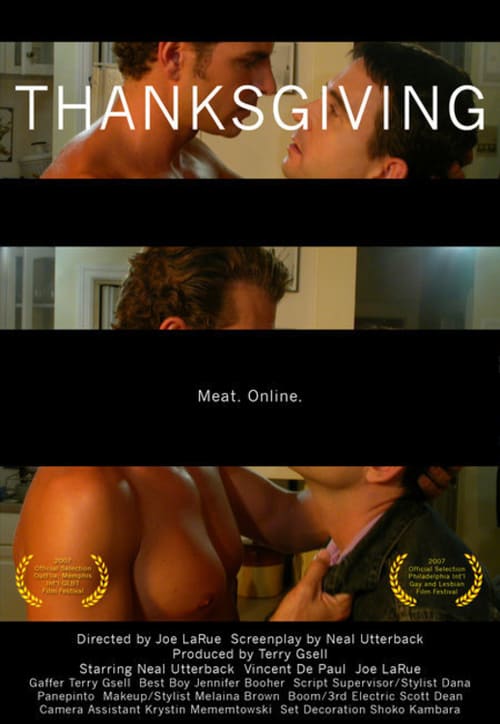 THANKSGIVING
Meat. Online.
2007
Official Selection
Outflix, Memphis
Int'l GLBT
Film Festival
2007
Official Selection
Philadelphia Int'l
Gay and Lesbian
Film Festival
Directed by Joe LaRue Screenplay by Neal Utterback
Produced by Terry Gsell
Starring Neal Utterback Vincent De Paul Joe LaRue
Gaffer Terry Gsell Best Boy Jennifer Booher Script Supervisor/Stylist Dana
Panepinto Makeup/Stylist Melaina Brown Boom/3rd Electric Scott Dean
Camera Assistant Krystin Mememtowski Set Decoration Shoko Kambara